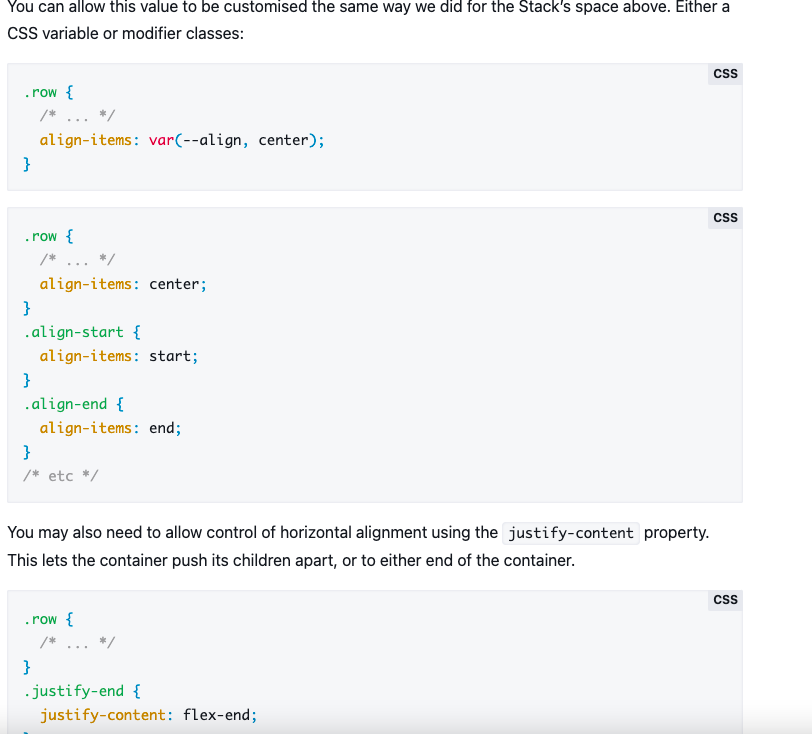 You can allow this value to be customised the same way we did for the Stack's space above. Either a
CSS variable or modifier classes:
CSS
.row {
  /* ... */
  align-items: var(--align, center);
}
CSS
.row {
  /* ... */
  align-items: center;
}
.align-start {
  align-items: start;
}
.align-end {
  align-items: end;
}
/* etc */
You may also need to allow control of horizontal alignment using the justify-content property.
This lets the container push its children apart, or to either end of the container.
CSS
.row {
  /* ... */
}
.justify-end {
  justify-content: flex-end;